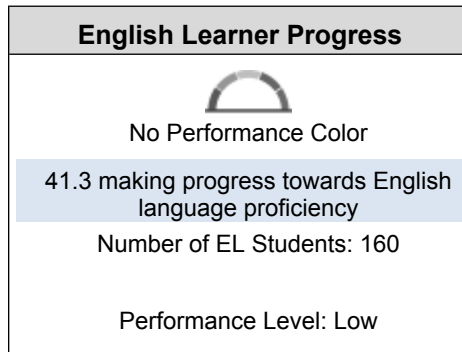 English Learner Progress
No Performance Color
41.3 making progress towards English
language proficiency
Number of EL Students: 160
Performance Level: Low